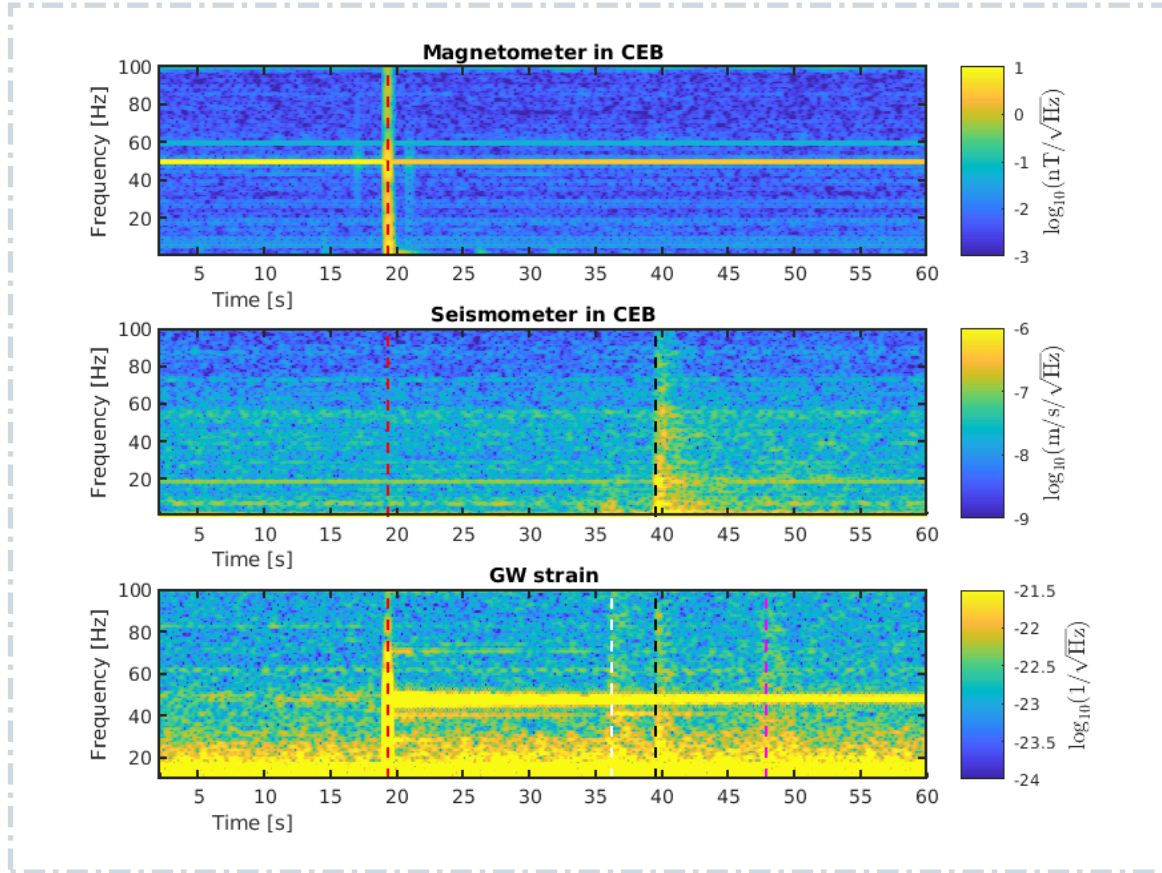 Magnetometer in CEB
Frequency [Hz]
100
80
60
40
20
5 10 15 20 25 30 35 40 45 50 55 60
Time [s]
1
0
-1
-2
-3
log₁₀(nT/√Hz)
Seismometer in CEB
Frequency [Hz]
100
80
60
40
20
5 10 15 20 25 30 35 40 45 50 55 60
Time [s]
-6
-7
-8
-9
log₁₀(m/s/√Hz)
GW strain
Frequency [Hz]
100
80
60
40
20
5 10 15 20 25 30 35 40 45 50 55 60
Time [s]
-21.5
-22
-22.5
-23
-23.5
-24
log₁₀(1/√Hz)